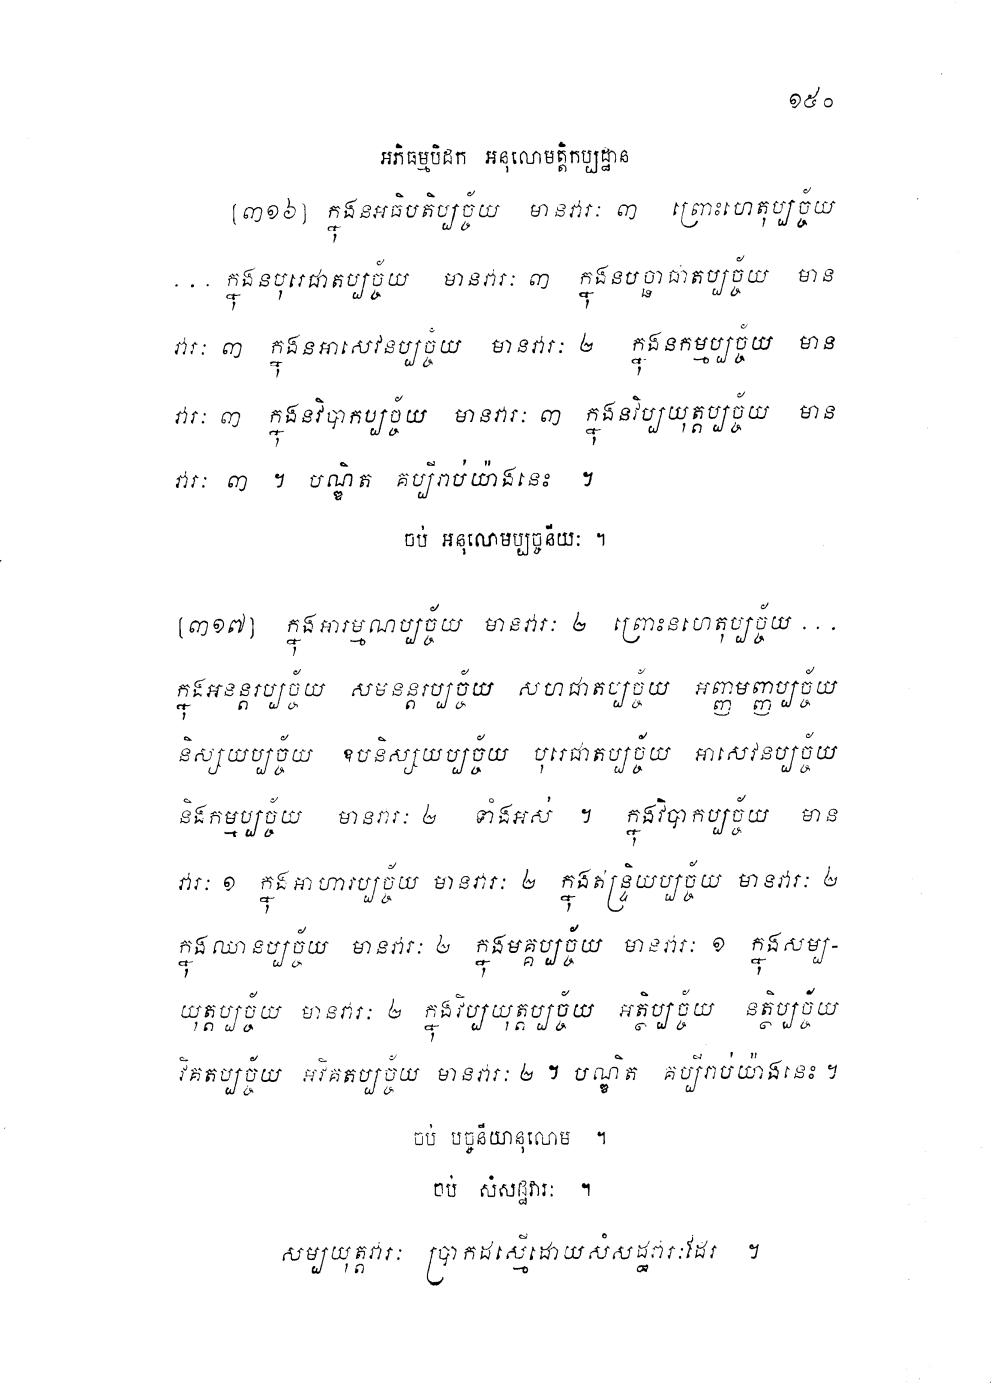 ១៥០
អភិធម្មបិដក អនុលោមត្តិកប្បដ្ឋាន
[៣១៦] ក្នុងនអធិបតិប្បច្ច័យ មានវារៈ ៣ ព្រោះហេតុប្បច្ច័យ
... ក្នុងនបុរេជាតប្បច្ច័យ មានវារៈ ៣ ក្នុងនបច្ឆាជាតប្បច្ច័យ មាន
វារៈ ៣ ក្នុងនអាសេវនប្បច្ច័យ មានវារៈ ២ ក្នុងនកម្មប្បច្ច័យ មាន
វារៈ ៣ ក្នុងនវិបាកប្បច្ច័យ មានវារៈ ៣ ក្នុងនវិប្បយុត្តប្បច្ច័យ មាន
វារៈ ៣ ។ បណ្ឌិត គប្បីរាប់យ៉ាងនេះ ។
ចប់ អនុលោមប្បច្ចនីយៈ ។
[៣១៧] ក្នុងអារម្មណប្បច្ច័យ មានវារៈ ២ ព្រោះនហេតុប្បច្ច័យ ...
ក្នុងអនន្តរប្បច្ច័យ សមនន្តរប្បច្ច័យ សហជាតប្បច្ច័យ អញ្ញមញ្ញប្បច្ច័យ
និស្សយប្បច្ច័យ ឧបនិស្សយប្បច្ច័យ បុរេជាតប្បច្ច័យ អាសេវនប្បច្ច័យ
និងកម្មប្បច្ច័យ មានវារៈ ២ ទាំងអស់ ។ ក្នុងវិបាកប្បច្ច័យ មាន
វារៈ ១ ក្នុងអាហារប្បច្ច័យ មានវារៈ ២ ក្នុងឥន្ទ្រិយប្បច្ច័យ មានវារៈ ២
ក្នុងឈានប្បច្ច័យ មានវារៈ ២ ក្នុងមគ្គប្បច្ច័យ មានវារៈ ១ ក្នុងសម្ប-
យុត្តប្បច្ច័យ មានវារៈ ២ ក្នុងវិប្បយុត្តប្បច្ច័យ អត្ថិប្បច្ច័យ នត្ថិប្បច្ច័យ
វិគតប្បច្ច័យ អវិគតប្បច្ច័យ មានវារៈ ២ ។ បណ្ឌិត គប្បីរាប់យ៉ាងនេះ ។
ចប់ បច្ចនីយានុលោម ។
ចប់ សំសដ្ឋវារៈ ។
សម្បយុត្តវារៈ ប្រាកដស្មើដោយសំសដ្ឋវារៈដែរ ។